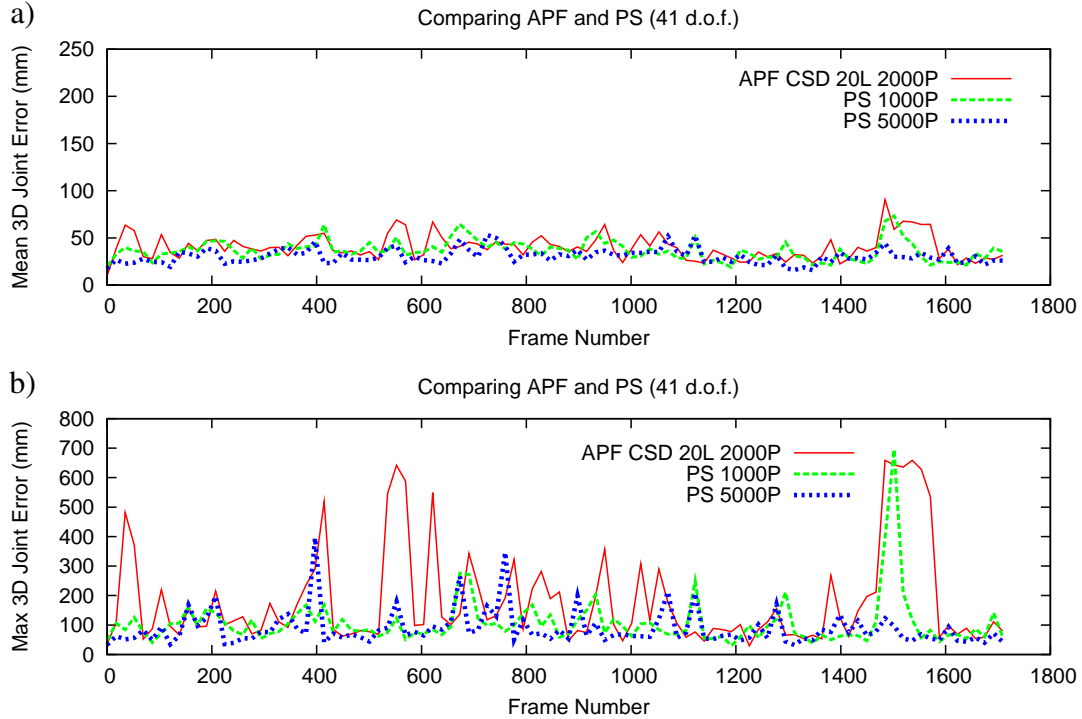 a)
Comparing APF and PS (41 d.o.f.)
Mean 3D Joint Error (mm)
250
200
150
100
50
0
APF CSD 20L 2000P
PS 1000P
PS 5000P
0 200 400 600 800 1000 1200 1400 1600 1800
Frame Number
b)
Comparing APF and PS (41 d.o.f.)
Max 3D Joint Error (mm)
800
700
600
500
400
300
200
100
0
APF CSD 20L 2000P
PS 1000P
PS 5000P
0 200 400 600 800 1000 1200 1400 1600 1800
Frame Number